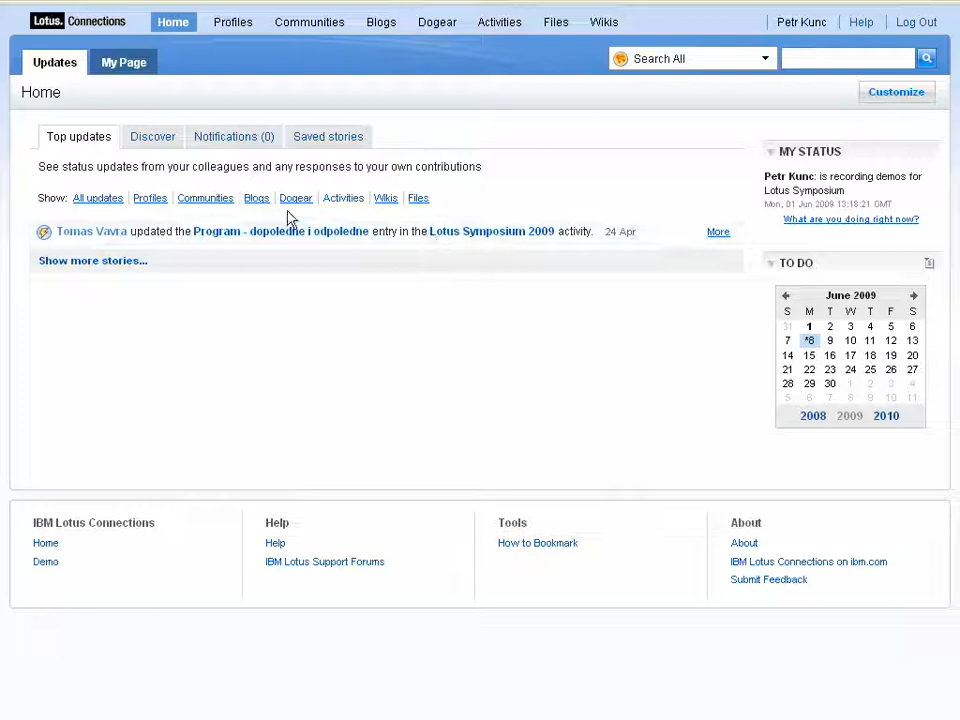 Lotus. Connections Home Profiles Communities Blogs Dogear Activities Files Wikis Petr Kunc Help Log Out
Updates My Page Search All
Home Customize
Top updates Discover Notifications (0) Saved stories
See status updates from your colleagues and any responses to your own contributions
Show: All updates Profiles Communities Blogs Dogear Activities Wikis Files
Tomas Vavra updated the Program - dopoledne i odpoledne entry in the Lotus Symposium 2009 activity. 24 Apr More
Show more stories...
MY STATUS
Petr Kunc: is recording demos for
Lotus Symposium
Mon, 01 Jun 2009 13:18:21 GMT
What are you doing right now?
TO DO
June 2009
S M T W T F S
31 1 2 3 4 5 6
7 *8 9 10 11 12 13
14 15 16 17 18 19 20
21 22 23 24 25 26 27
28 29 30 1 2 3 4
5 6 7 8 9 10 11
2008 2009 2010
IBM Lotus Connections
Home
Demo
Help
Help
IBM Lotus Support Forums
Tools
How to Bookmark
About
About
IBM Lotus Connections on ibm.com
Submit Feedback